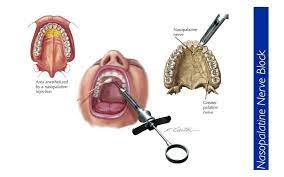 Area anesthetized
by a nasopalatine
injection
Nasopalatine
nerve
Greater
palatine
nerve
Nasopalatine Nerve Block